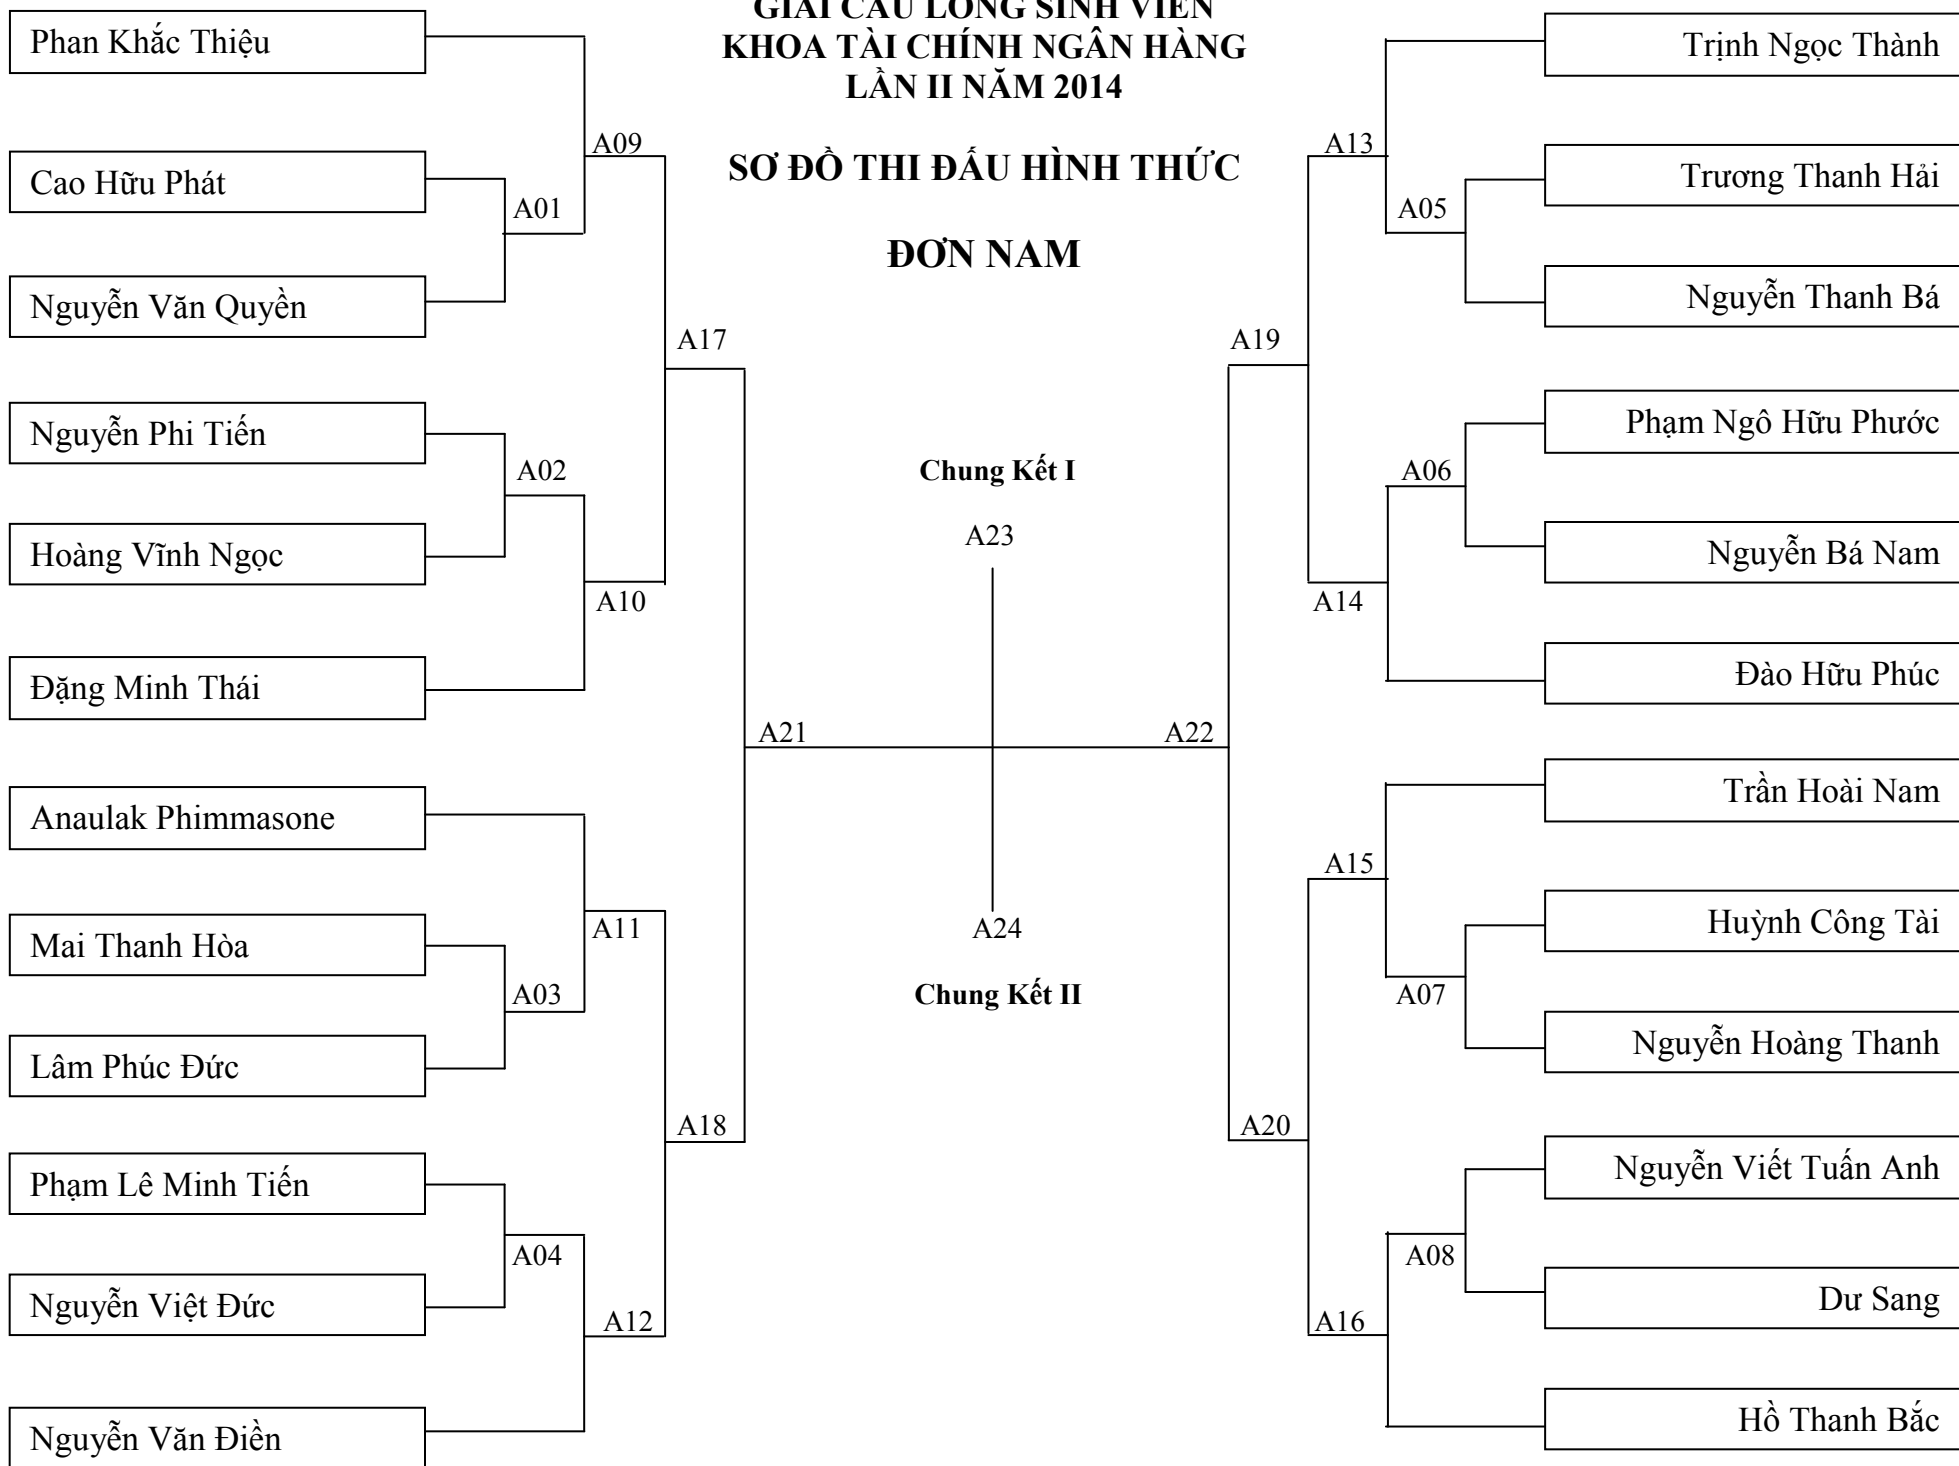 GIẢI CẦU LÔNG SINH VIÊN
KHOA TÀI CHÍNH NGÂN HÀNG
LẦN II NĂM 2014
SƠ ĐỒ THI ĐẤU HÌNH THỨC
ĐƠN NAM
Phan Khắc Thiệu
Cao Hữu Phát
Nguyễn Văn Quyền
Nguyễn Phi Tiến
Hoàng Vĩnh Ngọc
Đặng Minh Thái
Anaulak Phimmasone
Mai Thanh Hòa
Lâm Phúc Đức
Phạm Lê Minh Tiến
Nguyễn Việt Đức
Nguyễn Văn Điền
A01
A02
A03
A04
A09
A10
A11
A12
A17
A18
A21
Chung Kết I
A23
A24
Chung Kết II
A22
A19
A20
A13
A14
A15
A16
A05
A06
A07
A08
Trịnh Ngọc Thành
Trương Thanh Hải
Nguyễn Thanh Bá
Phạm Ngô Hữu Phước
Nguyễn Bá Nam
Đào Hữu Phúc
Trần Hoài Nam
Huỳnh Công Tài
Nguyễn Hoàng Thanh
Nguyễn Viết Tuấn Anh
Dư Sang
Hồ Thanh Bắc